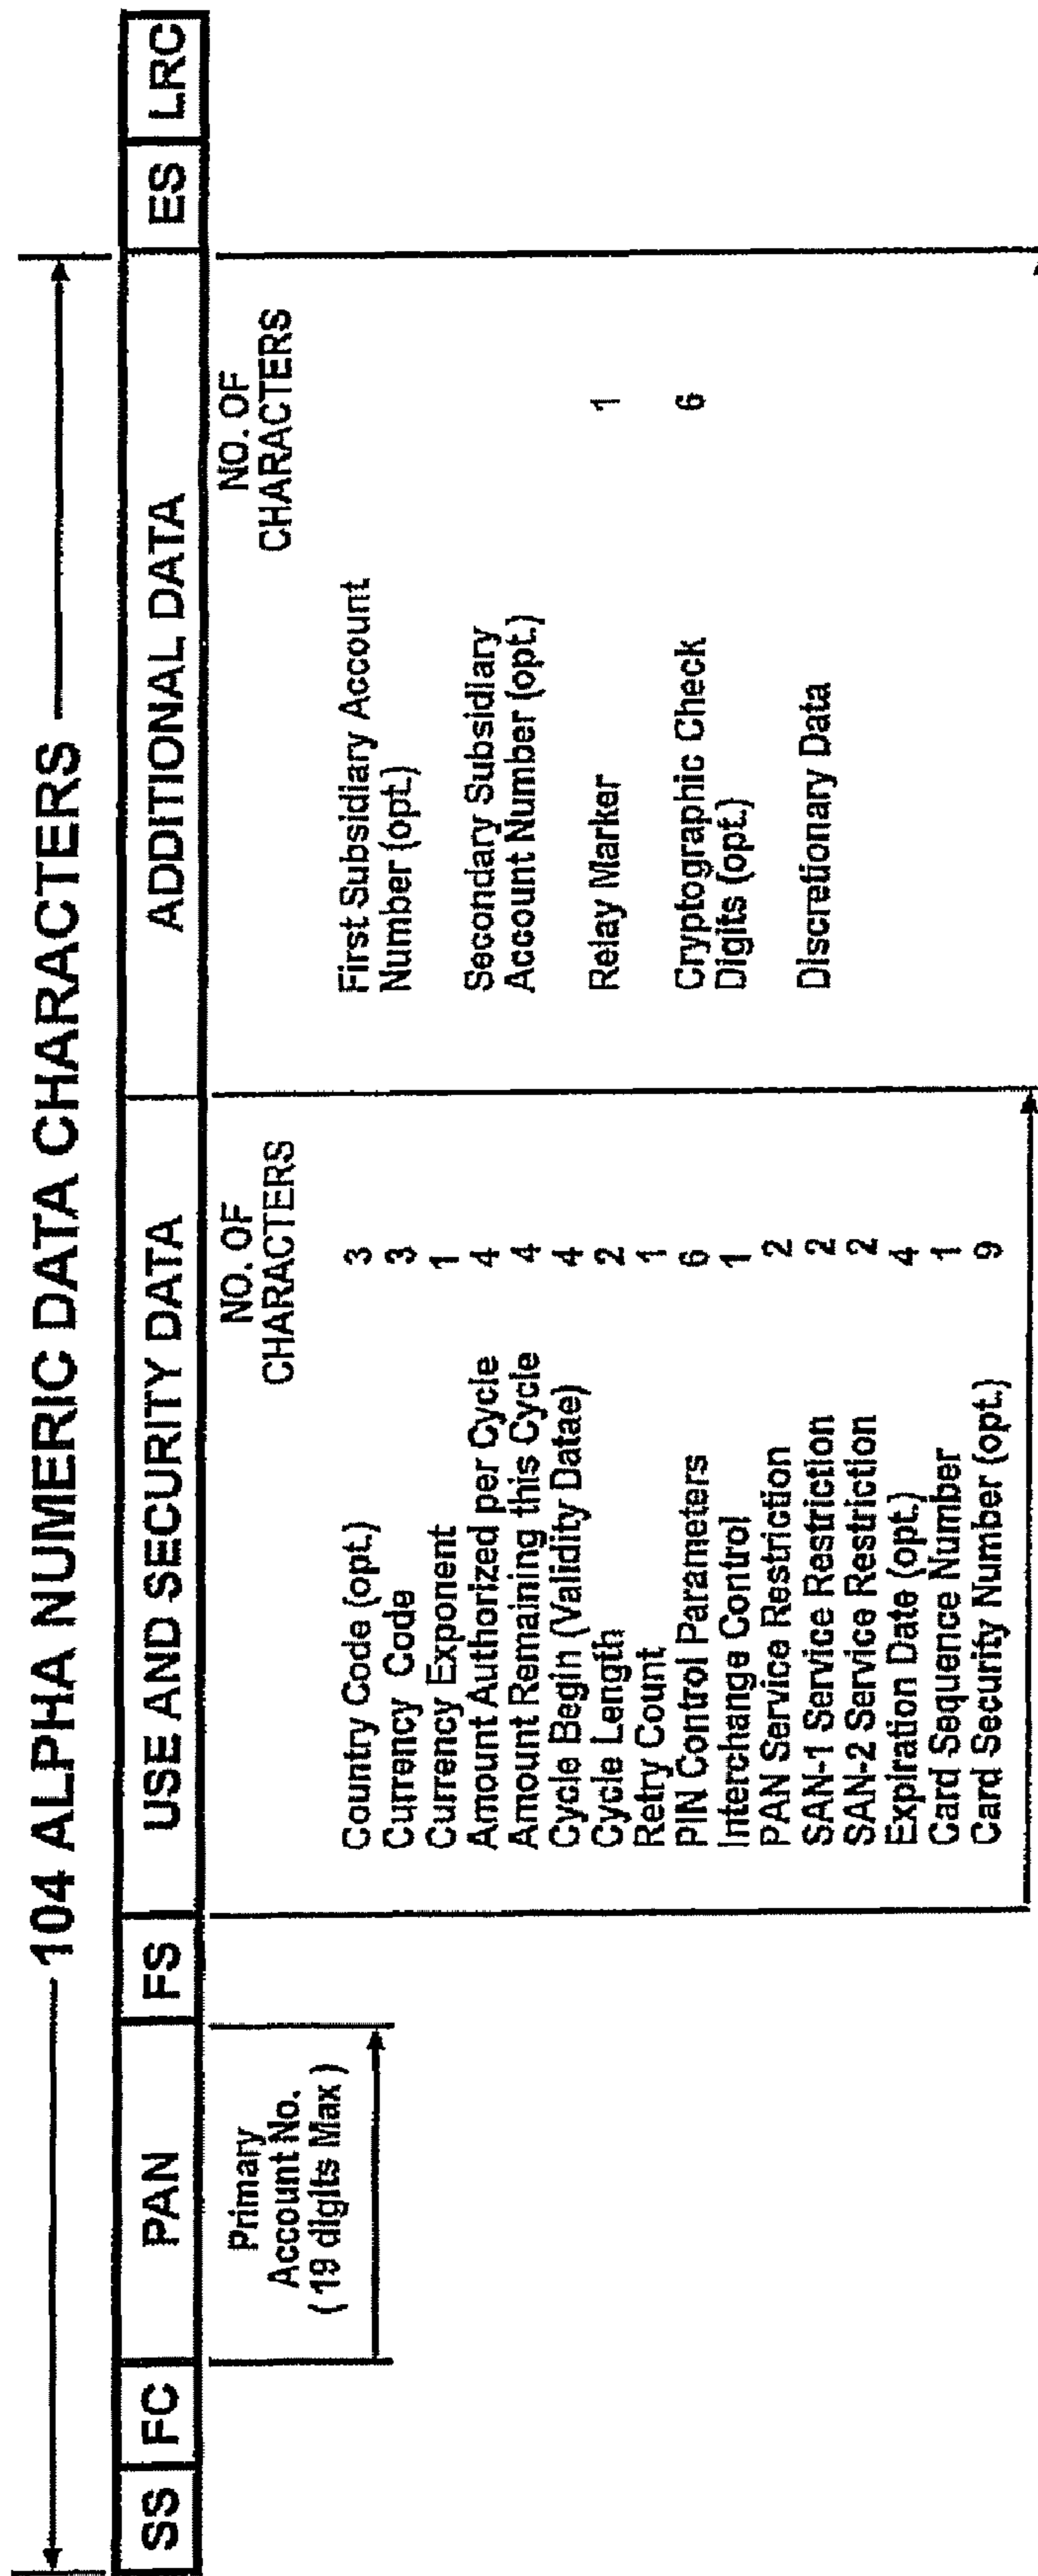 104 ALPHA NUMERIC DATA CHARACTERS
SS FC PAN FS USE AND SECURITY DATA ADDITIONAL DATA ES LRC
Primary
Account No.
(19 digits Max)
NO. OF
CHARACTERS
Country Code (opt.) 3
Currency Code 3
Currency Exponent 1
Amount Authorized per Cycle 4
Amount Remaining this Cycle 4
Cycle Begin (Validity Datae) 4
Cycle Length 2
Retry Count 1
PIN Control Parameters 6
Interchange Control 1
PAN Service Restriction 2
SAN-1 Service Restriction 2
SAN-2 Service Restriction 2
Expiration Date (opt.) 4
Card Sequence Number 1
Card Security Number (opt.) 9
NO. OF
CHARACTERS
First Subsidiary Account
Number (opt.)
Secondary Subsidiary
Account Number (opt.)
Relay Marker 1
Cryptographic Check 6
Digits (opt.)
Discretionary Data